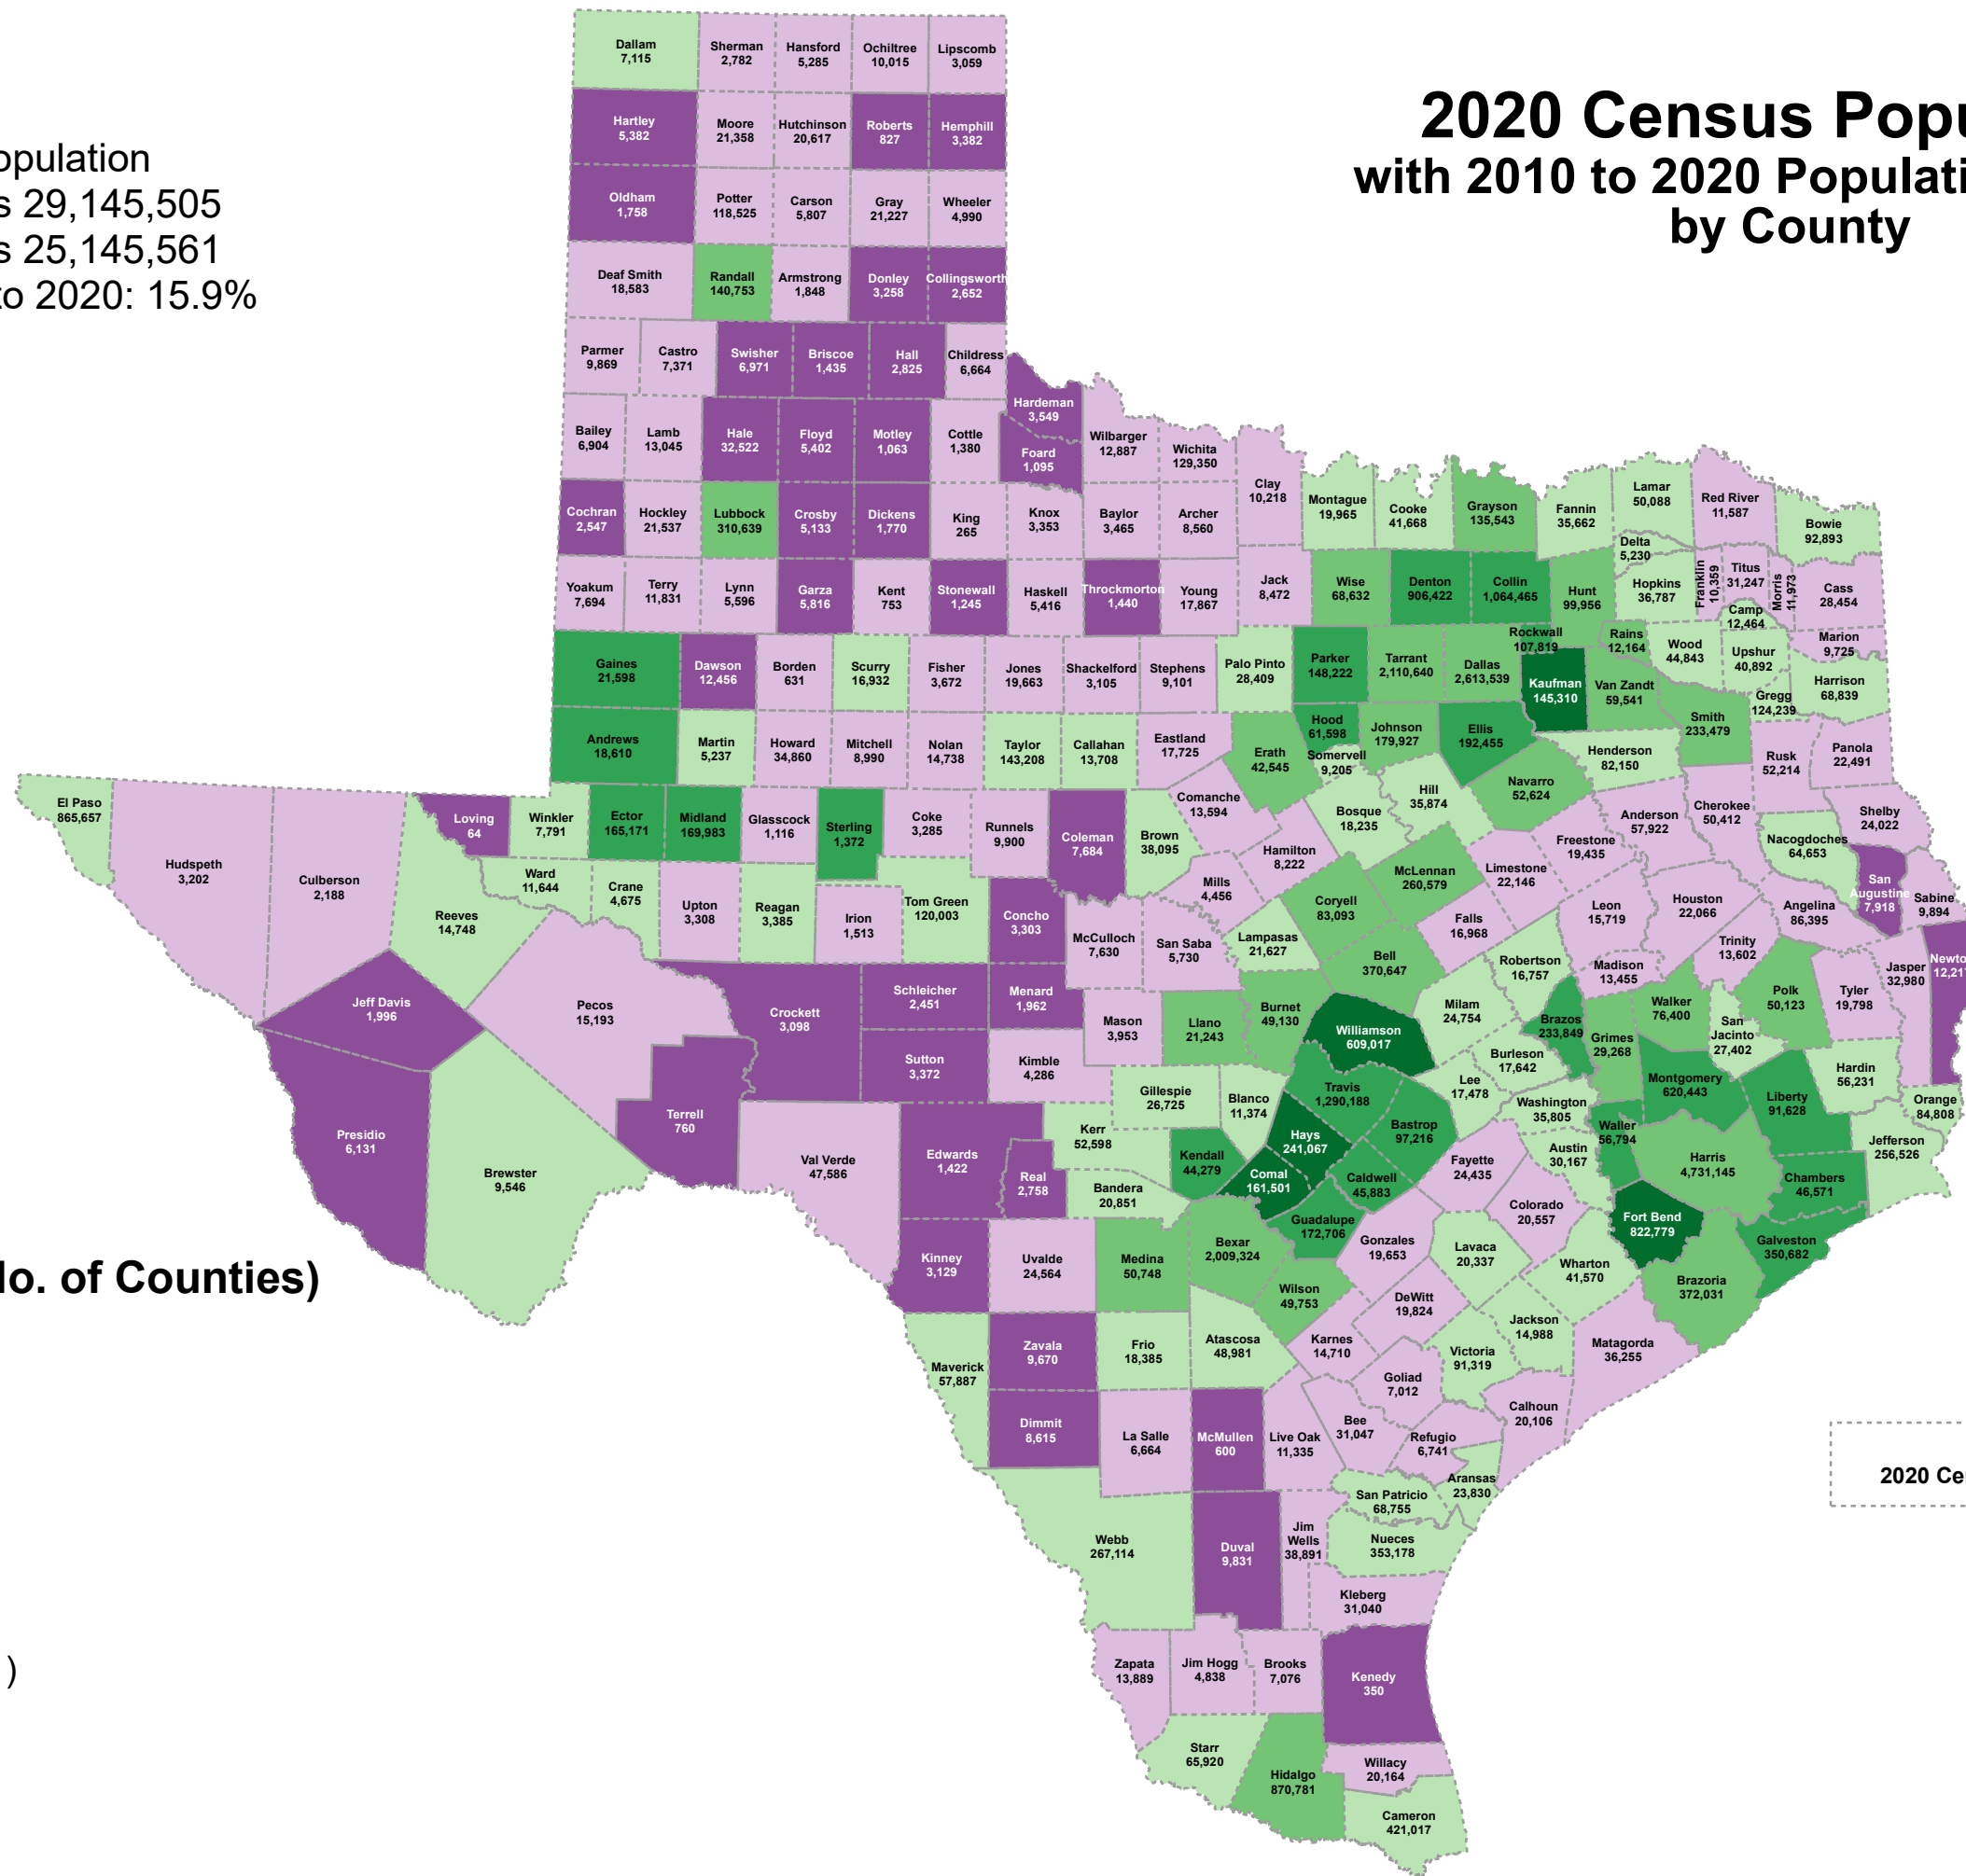 2020 Census Popu
with 2010 to 2020 Populati
by County
opulation
s 29,145,505
s 25,145,561
to 2020: 15.9%
Dallam
7,115
Sherman
2,782
Hansford
5,285
Ochiltree
10,015
Lipscomb
3,059
Hartley
5,382
Moore
21,358
Hutchinson
20,617
Roberts
827
Hemphill
3,382
Oldham
1,758
Potter
118,525
Carson
5,807
Gray
21,227
Wheeler
4,990
Deaf Smith
18,583
Randall
140,753
Armstrong
1,848
Donley
3,258
Collingsworth
2,652
Parmer
9,869
Castro
7,371
Swisher
6,971
Briscoe
1,435
Hall
2,825
Childress
6,664
Hardeman
3,549
Bailey
6,904
Lamb
13,045
Hale
32,522
Floyd
5,402
Motley
1,063
Cottle
1,380
Foard
1,095
Wilbarger
12,887
Wichita
129,350
Clay
10,218
Montague
19,965
Cooke
41,668
Grayson
135,543
Fannin
35,662
Lamar
50,088
Red River
11,587
Bowie
92,893
Cochran
2,547
Hockley
21,537
Lubbock
310,639
Crosby
5,133
Dickens
1,770
King
265
Knox
3,353
Baylor
3,465
Archer
8,560
Delta
5,230
Yoakum
7,694
Terry
11,831
Lynn
5,596
Garza
5,816
Kent
753
Stonewall
1,245
Haskell
5,416
Throckmorton
1,440
Young
17,867
Jack
8,472
Wise
68,632
Denton
906,422
Collin
1,064,465
Hunt
99,956
Hopkins
36,787
Franklin
10,359
Titus
31,247
Morris
11,973
Cass
28,454
Camp
12,464
Marion
9,725
Gaines
21,598
Dawson
12,456
Borden
631
Scurry
16,932
Fisher
3,672
Jones
19,663
Shackelford
3,105
Stephens
9,101
Palo Pinto
28,409
Parker
148,222
Tarrant
2,110,640
Dallas
2,613,539
Rockwall
107,819
Rains
12,164
Wood
44,843
Upshur
40,892
Harrison
68,839
Kaufman
145,310
Van Zandt
59,541
Gregg
124,239
Andrews
18,610
Martin
5,237
Howard
34,860
Mitchell
8,990
Nolan
14,738
Taylor
143,208
Callahan
13,708
Eastland
17,725
Erath
42,545
Hood
61,598
Somervell
9,205
Johnson
179,927
Ellis
192,455
Henderson
82,150
Smith
233,479
Rusk
52,214
Panola
22,491
El Paso
865,657
Hudspeth
3,202
Culberson
2,188
Loving
64
Winkler
7,791
Ector
165,171
Midland
169,983
Glasscock
1,116
Sterling
1,372
Coke
3,285
Runnels
9,900
Coleman
7,684
Brown
38,095
Comanche
13,594
Bosque
18,235
Hill
35,874
Navarro
52,624
Anderson
57,922
Cherokee
50,412
Nacogdoches
64,653
Shelby
24,022
Hamilton
8,222
Freestone
19,435
Limestone
22,146
McLennan
260,579
San
Augustine
7,918
Sabine
9,894
Reeves
14,748
Ward
11,644
Crane
4,675
Upton
3,308
Reagan
3,385
Irion
1,513
Tom Green
120,003
Concho
3,303
McCulloch
7,630
San Saba
5,730
Mills
4,456
Lampasas
21,627
Coryell
83,093
Falls
16,968
Leon
15,719
Houston
22,066
Angelina
86,395
Trinity
13,602
Bell
370,647
Robertson
16,757
Madison
13,455
Walker
76,400
Polk
50,123
Tyler
19,798
Jasper
32,980
Newto
12,21
Jeff Davis
1,996
Pecos
15,193
Crockett
3,098
Schleicher
2,451
Menard
1,962
Mason
3,953
Llano
21,243
Burnet
49,130
Williamson
609,017
Milam
24,754
Brazos
233,849
Grimes
29,268
San
Jacinto
27,402
Sutton
3,372
Kimble
4,286
Burleson
17,642
Lee
17,478
Montgomery
620,443
Liberty
91,628
Hardin
56,231
Orange
84,808
Presidio
6,131
Brewster
9,546
Terrell
760
Val Verde
47,586
Edwards
1,422
Real
2,758
Kerr
52,598
Gillespie
26,725
Blanco
11,374
Travis
1,290,188
Hays
241,067
Bastrop
97,216
Washington
35,805
Waller
56,794
Austin
30,167
Harris
4,731,145
Jefferson
256,526
Chambers
46,571
Kendall
44,279
Comal
161,501
Caldwell
45,883
Fayette
24,435
Colorado
20,557
Bandera
20,851
Guadalupe
172,706
Gonzales
19,653
Fort Bend
822,779
Galveston
350,682
Kinney
3,129
Uvalde
24,564
Medina
50,748
Bexar
2,009,324
Wilson
49,753
Lavaca
20,337
Wharton
41,570
Brazoria
372,031
DeWitt
19,824
Jackson
14,988
Matagorda
36,255
lo. of Counties)
Maverick
57,887
Zavala
9,670
Frio
18,385
Atascosa
48,981
Karnes
14,710
Victoria
91,319
Goliad
7,012
Calhoun
20,106
Dimmit
8,615
La Salle
6,664
McMullen
600
Live Oak
11,335
Bee
31,047
Refugio
6,741
Aransas
23,830
San Patricio
68,755
2020 Cen
Webb
267,114
Duval
9,831
Jim
Wells
38,891
Nueces
353,178
Kleberg
31,040
)
Zapata
13,889
Jim Hogg
4,838
Brooks
7,076
Kenedy
350
Starr
65,920
Hidalgo
870,781
Willacy
20,164
Cameron
421,017